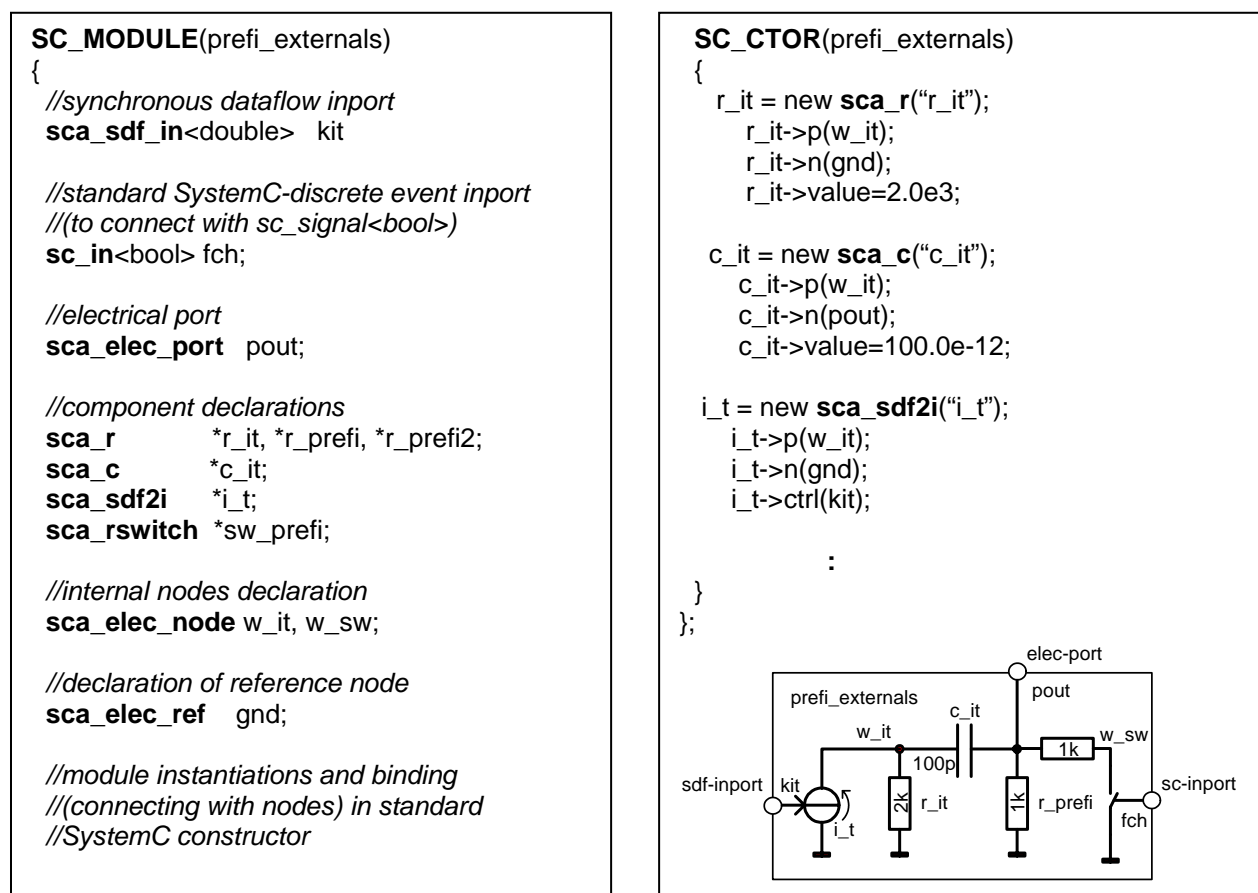 SC_MODULE(prefi_externals)
{
//synchronous dataflow inport
sca_sdf_in<double> kit
//standard SystemC-discrete event inport
//(to connect with sc_signal<bool>)
sc_in<bool> fch;
//electrical port
sca_elec_port pout;
//component declarations
sca_r *r_it, *r_prefi, *r_prefi2;
sca_c *c_it;
sca_sdf2i *i_t;
sca_rswitch *sw_prefi;
//internal nodes declaration
sca_elec_node w_it, w_sw;
//declaration of reference node
sca_elec_ref gnd;
//module instantiations and binding
//(connecting with nodes) in standard
//SystemC constructor
SC_CTOR(prefi_externals)
{
r_it = new sca_r(“r_it”);
r_it->p(w_it);
r_it->n(gnd);
r_it->value=2.0e3;
c_it = new sca_c(“c_it”);
c_it->p(w_it);
c_it->n(pout);
c_it->value=100.0e-12;
i_t = new sca_sdf2i(“i_t”);
i_t->p(w_it);
i_t->n(gnd);
i_t->ctrl(kit);
:
}
};
elec-port
prefi_externals
pout
c_it
w_it
w_sw
1k
100p
sdf-inport
kit
sc-inport
2k
r_it
1k
r_prefi
fch
i_t